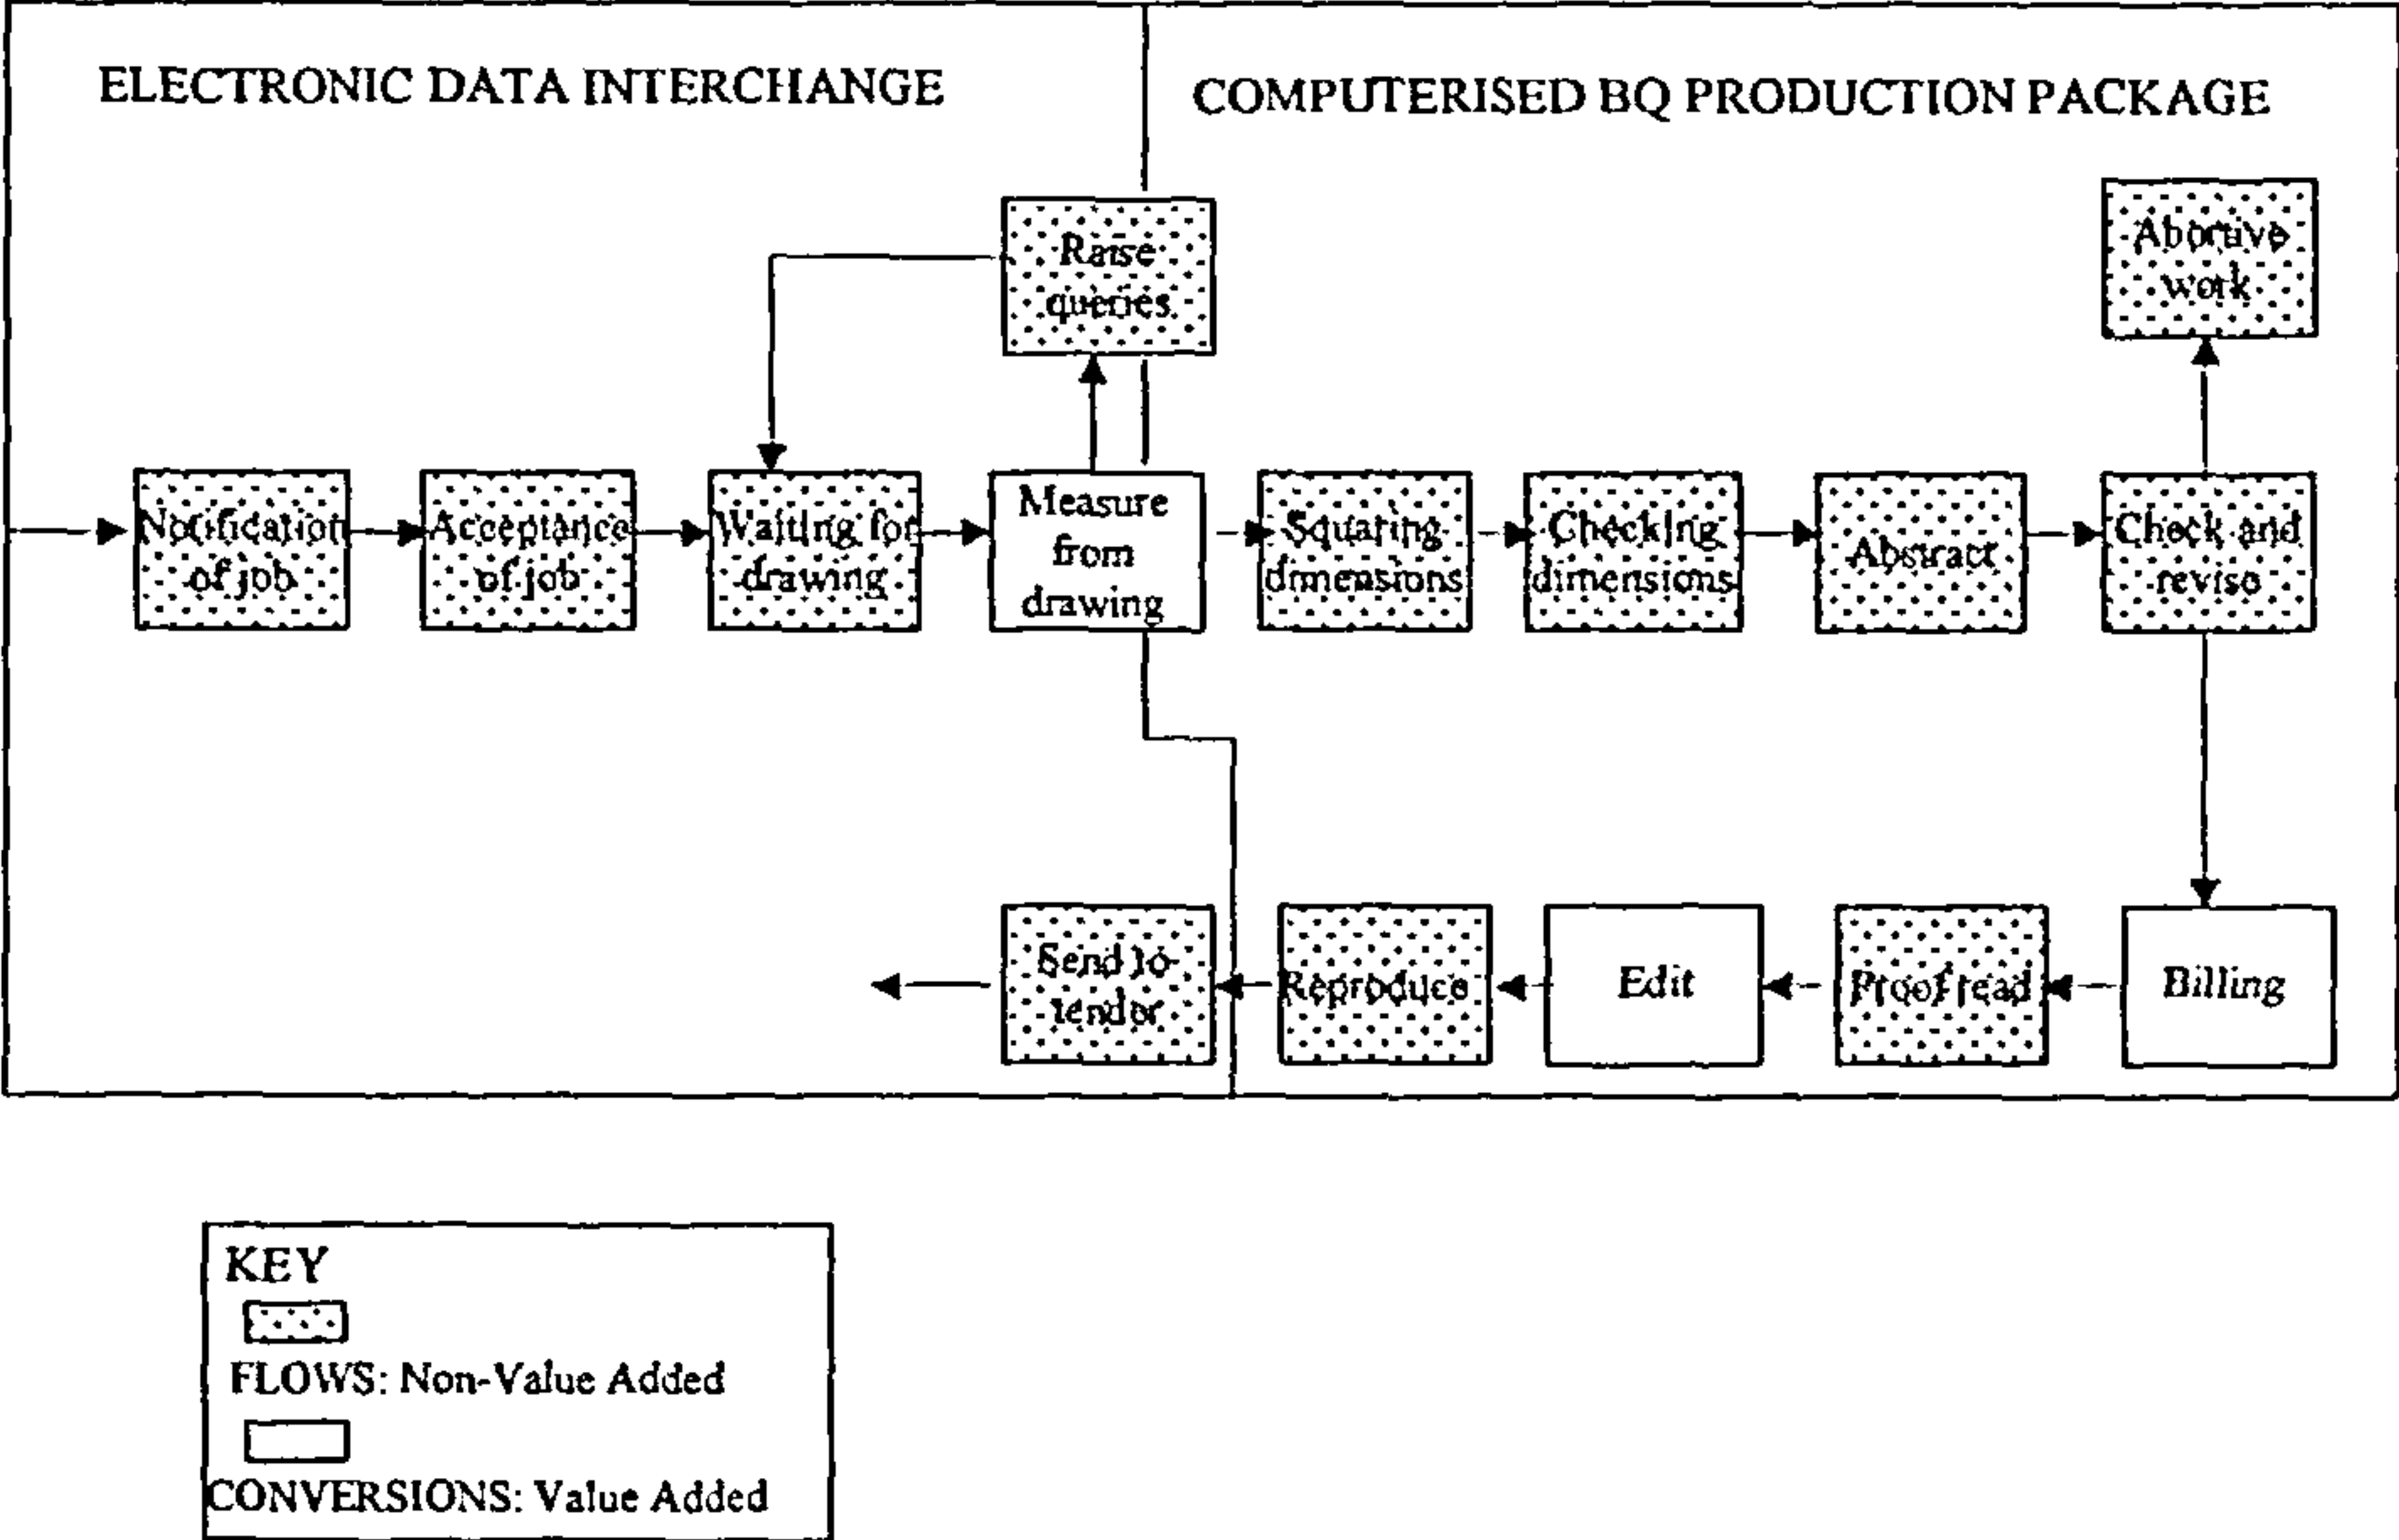 ELECTRONIC DATA INTERCHANGE
COMPUTERISED BQ PRODUCTION PACKAGE
Raise
queries
Abortive
work
Notification
of job
Acceptance
of job
Waiting for
drawing
Measure
from
drawing
Squaring
dimensions
Checking
dimensions
Abstract
Check and
revise
Send to
tender
Reproduce
Edit
Proof read
Billing
KEY
FLOWS: Non-Value Added
CONVERSIONS: Value Added